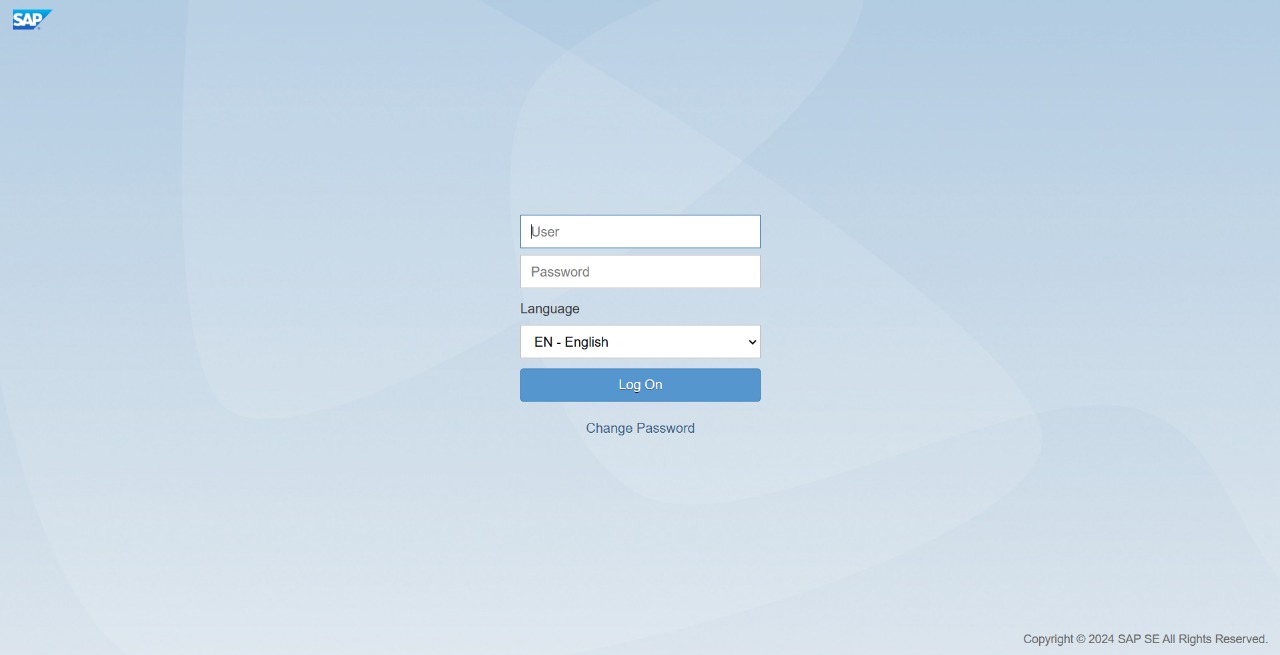 SAP
User
Password
Language
EN - English
Log On
Change Password
Copyright © 2024 SAP SE All Rights Reserved.